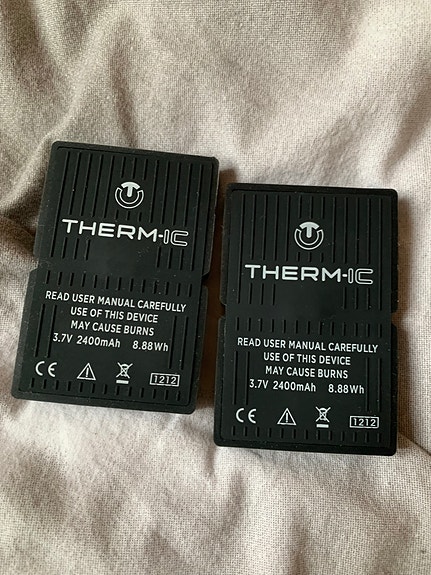 THERM-IC
READ USER MANUAL CAREFULLY
USE OF THIS DEVICE
MAY CAUSE BURNS
3.7V 2400mAh 8.88Wh
CE
1212
THERM-IC
READ USER MANUAL CAREFULLY
USE OF THIS DEVICE
MAY CAUSE BURNS
3.7V 2400mAh 8.88Wh
CE
1212